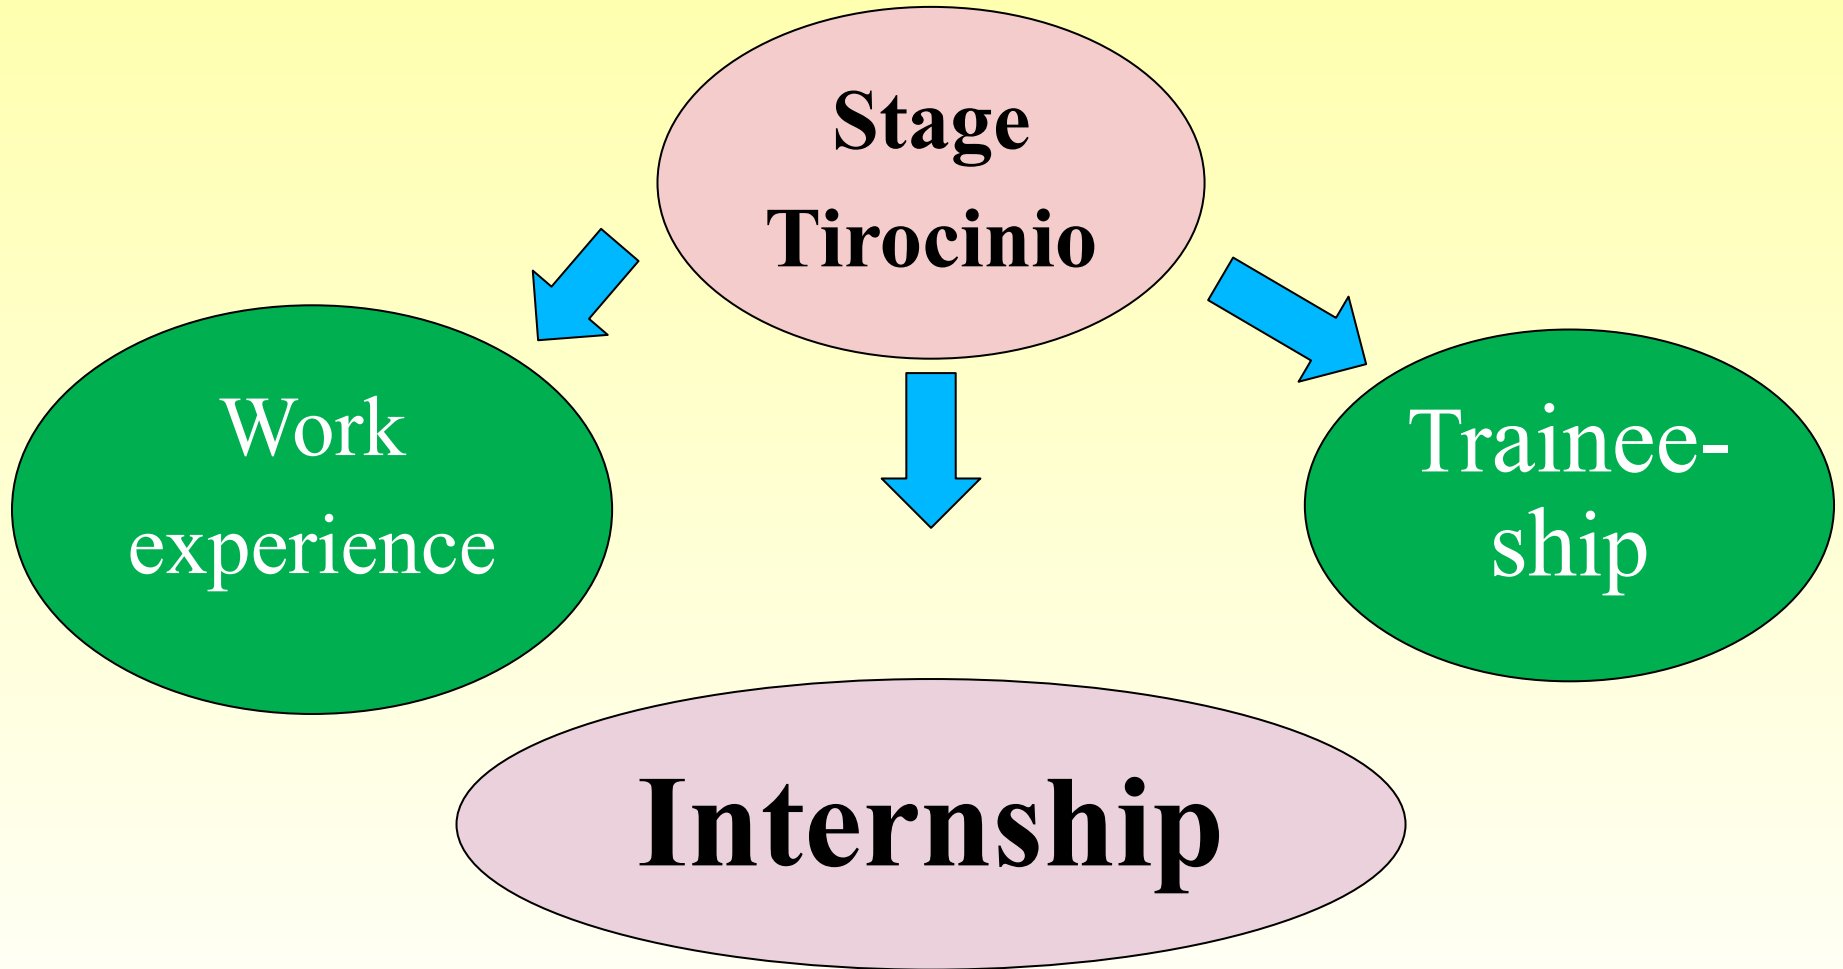 Stage
Tirocinio
Work
experience
Trainee-
ship
Internship